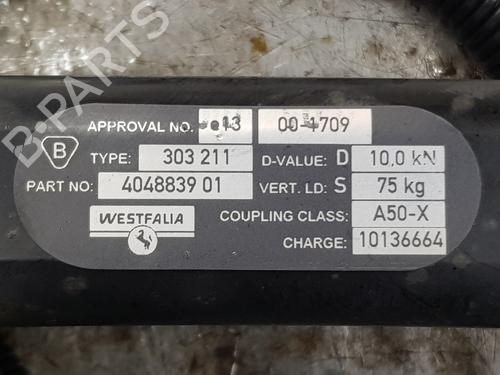 APPROVAL NO. e13 00-4709
B TYPE: 303 211 D-VALUE: D 10,0 kN
PART NO: 4048839 01 VERT. LD: S 75 kg
WESTFALIA COUPLING CLASS: A50-X
CHARGE: 10136664
B-PARTS